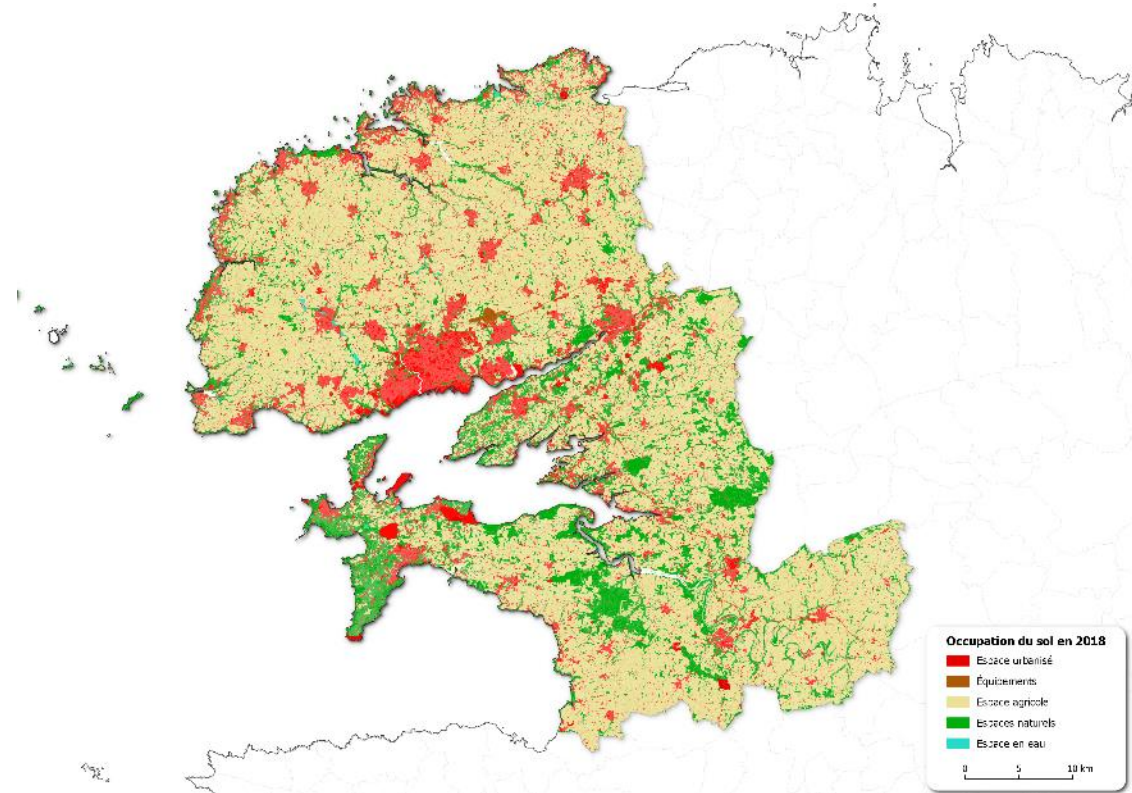 Occupation du sol en 2018
Espace urbanisé
Équipements
Espace agricole
Espaces naturels
Espace en eau
0 5 10 km